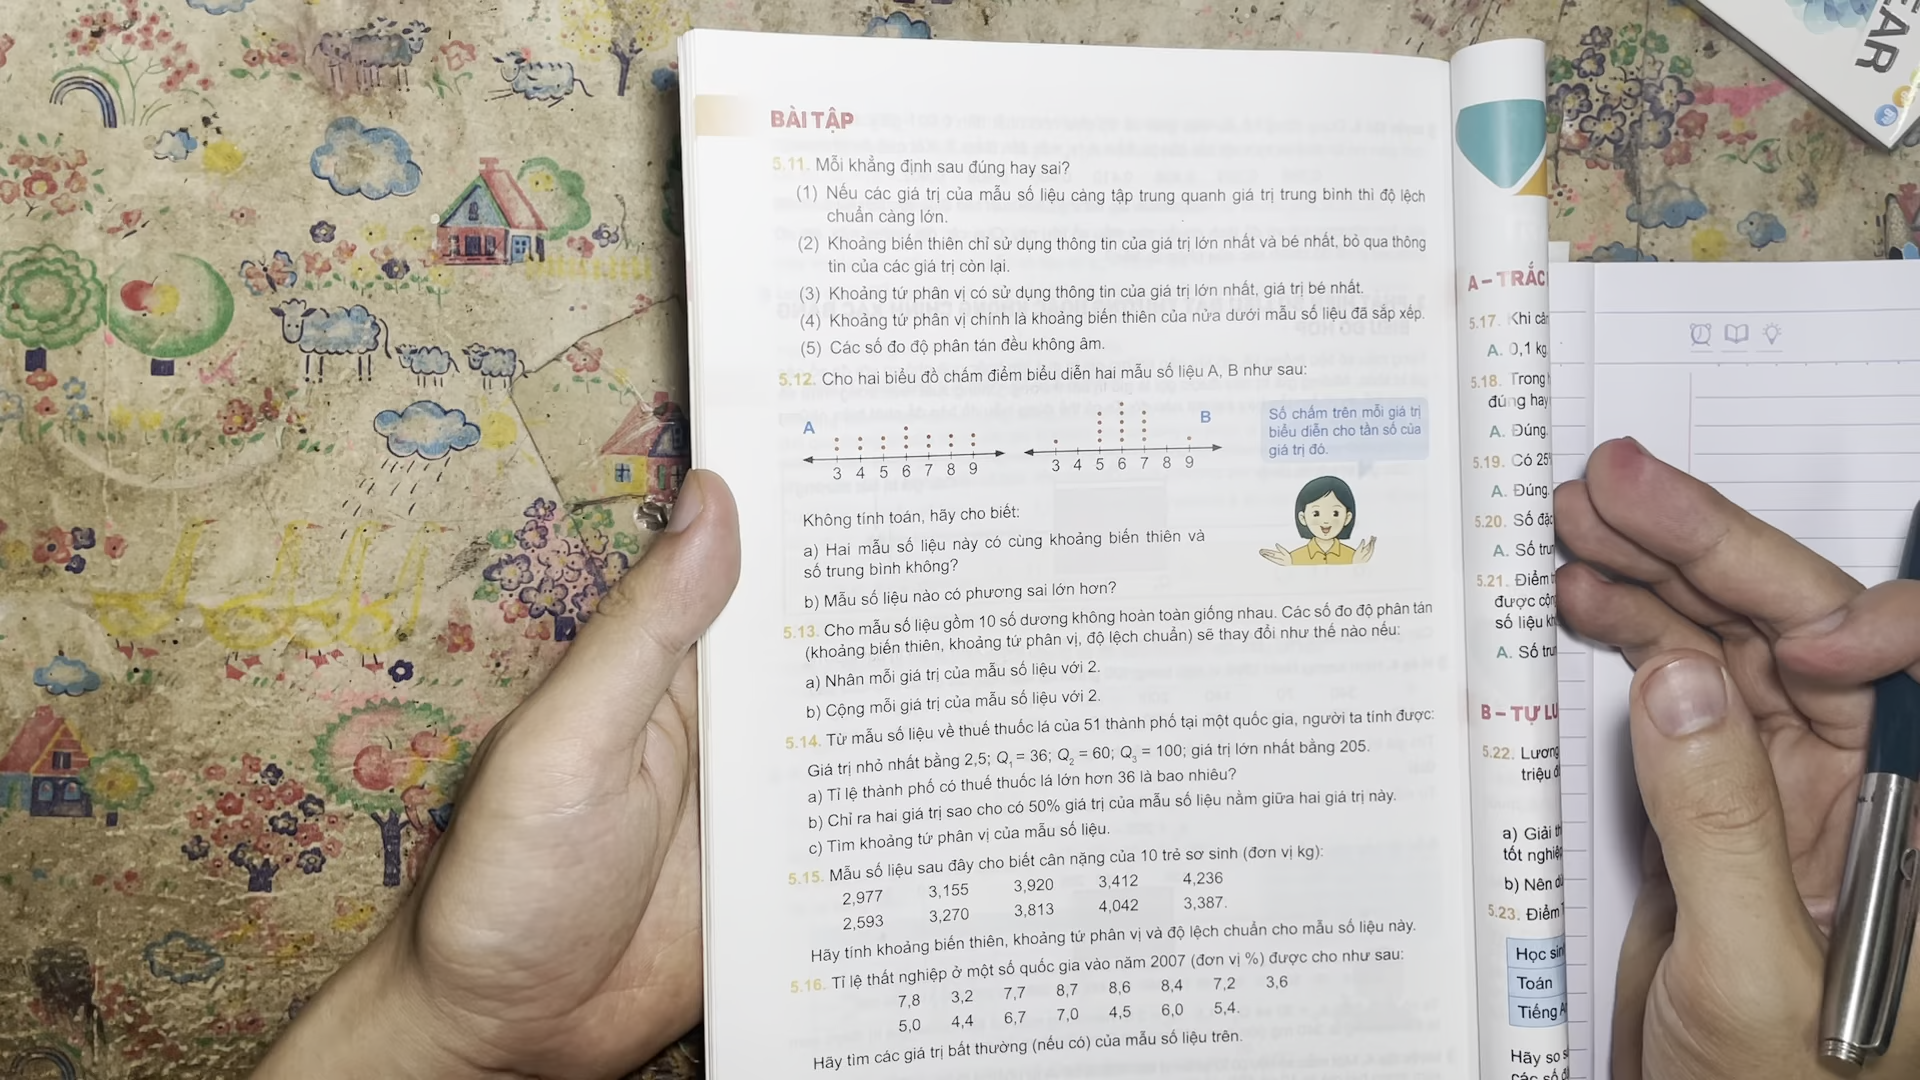 BÀI TẬP
5.11. Mỗi khẳng định sau đúng hay sai?
(1) Nếu các giá trị của mẫu số liệu càng tập trung quanh giá trị trung bình thì độ lệch
chuẩn càng lớn.
(2) Khoảng biến thiên chỉ sử dụng thông tin của giá trị lớn nhất và bé nhất, bỏ qua thông
tin của các giá trị còn lại.
(3) Khoảng tứ phân vị có sử dụng thông tin của giá trị lớn nhất, giá trị bé nhất.
(4) Khoảng tứ phân vị chính là khoảng biến thiên của nửa dưới mẫu số liệu đã sắp xếp.
(5) Các số đo độ phân tán đều không âm.
5.12. Cho hai biểu đồ chấm điểm biểu diễn hai mẫu số liệu A, B như sau:
A
3 4 5 6 7 8 9
B
3 4 5 6 7 8 9
Số chấm trên mỗi giá trị
biểu diễn cho tần số của
giá trị đó.
Không tính toán, hãy cho biết:
a) Hai mẫu số liệu này có cùng khoảng biến thiên và
số trung bình không?
b) Mẫu số liệu nào có phương sai lớn hơn?
5.13. Cho mẫu số liệu gồm 10 số dương không hoàn toàn giống nhau. Các số đo độ phân tán
(khoảng biến thiên, khoảng tứ phân vị, độ lệch chuẩn) sẽ thay đổi như thế nào nếu:
a) Nhân mỗi giá trị của mẫu số liệu với 2.
b) Cộng mỗi giá trị của mẫu số liệu với 2.
5.14. Từ mẫu số liệu về thuế thuốc lá của 51 thành phố tại một quốc gia, người ta tính được:
Giá trị nhỏ nhất bằng 2,5; Q₁ = 36; Q₂ = 60; Q₃ = 100; giá trị lớn nhất bằng 205.
a) Tỉ lệ thành phố có thuế thuốc lá lớn hơn 36 là bao nhiêu?
b) Chỉ ra hai giá trị sao cho có 50% giá trị của mẫu số liệu nằm giữa hai giá trị này.
c) Tìm khoảng tứ phân vị của mẫu số liệu.
5.15. Mẫu số liệu sau đây cho biết cân nặng của 10 trẻ sơ sinh (đơn vị kg):
2,977 3,155 3,920 3,412 4,236
2,593 3,270 3,813 4,042 3,387.
Hãy tính khoảng biến thiên, khoảng tứ phân vị và độ lệch chuẩn cho mẫu số liệu này.
5.16. Tỉ lệ thất nghiệp ở một số quốc gia vào năm 2007 (đơn vị %) được cho như sau:
7,8 3,2 7,7 8,7 8,6 8,4 7,2 3,6
5,0 4,4 6,7 7,0 4,5 6,0 5,4.
Hãy tìm các giá trị bất thường (nếu có) của mẫu số liệu trên.
A – TRẮC
5.17. Khi
A. 0,1 kg
5.18. Trong
đúng hay
A. Đúng.
5.19. Có 25
A. Đúng.
5.20. Số
A. Số
5.21. Điểm
được
số liệu
A. Số
B – TỰ
5.22. Lương
triệu
a) Giải
tốt
b) Nên
5.23. Điểm
Học
Toán
Tiếng
Hãy so
các số
EAR